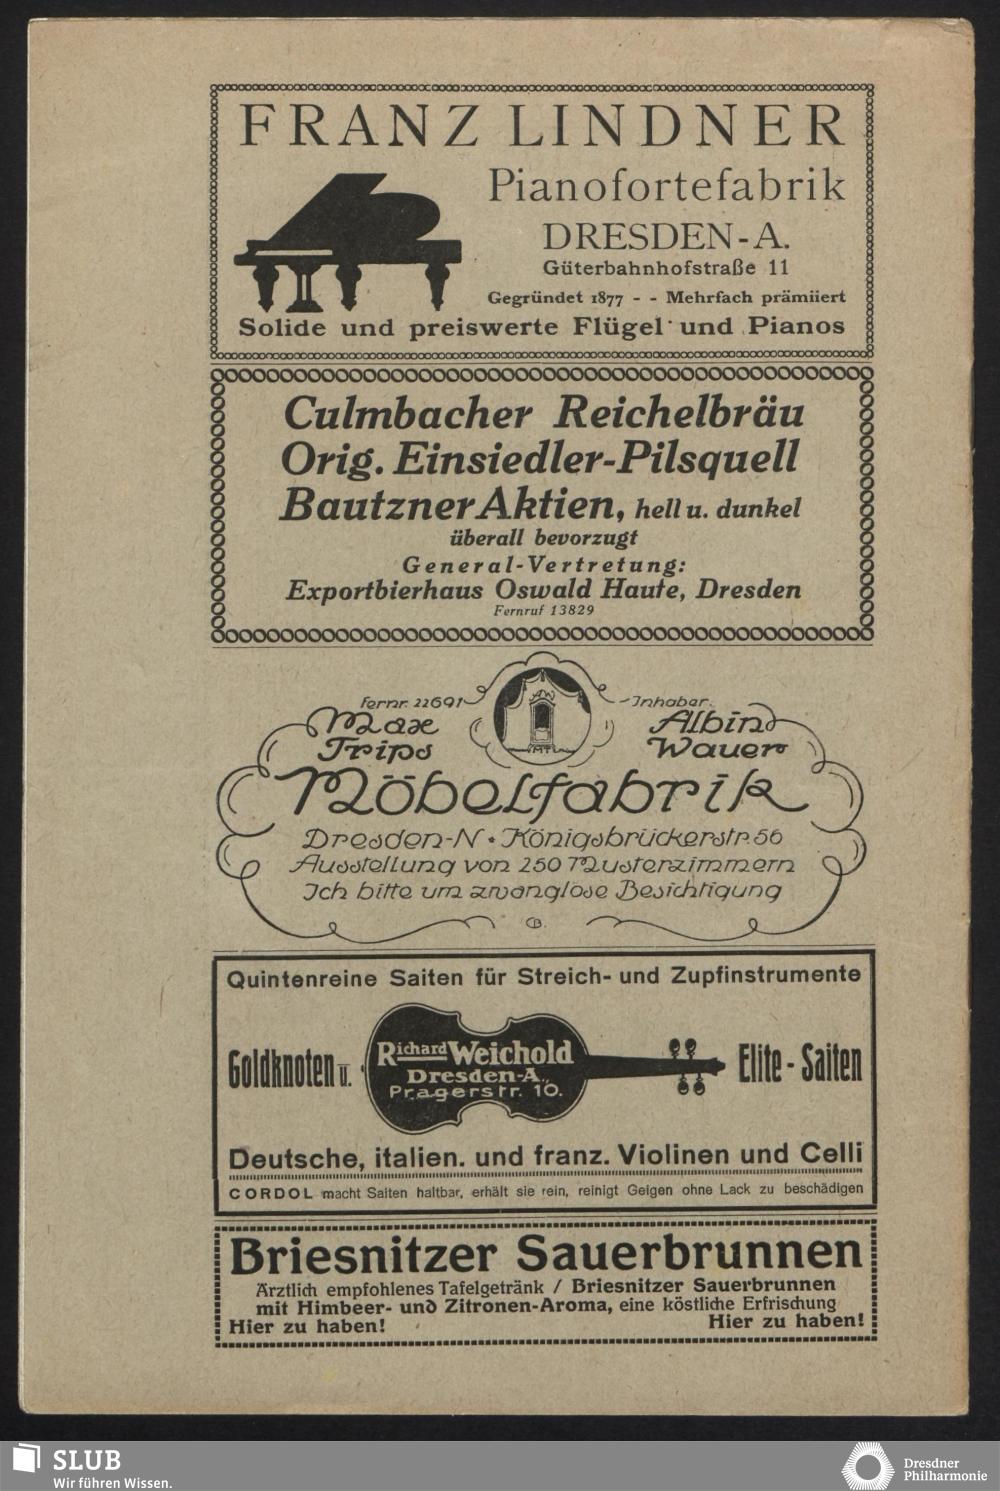 FRANZ LINDNER
Pianofortefabrik
DRESDEN-A.
Güterbahnhofstraße 11
Gegründet 1877 - - Mehrfach prämiiert
Solide und preiswerte Flügel und Pianos
Culmbacher Reichelbräu
Orig. Einsiedler-Pilsquell
Bautzner Aktien, hell u. dunkel
überall bevorzugt
General-Vertretung:
Exportbierhaus Oswald Haufe, Dresden
Fernruf 13829
Fernr. 22691
Inhaber:
Max Trips
Albin Wauer
MT
Möbelfabrik
Dresden-N • Königsbrückerstr. 56
Ausstellung von 250 Musterzimmern
Ich bitte um zwanglose Besichtigung
Quintenreine Saiten für Streich- und Zupfinstrumente
Goldknoten u.
Richard Weichold
Dresden-A.,
Pragerstr. 10.
Elite - Saiten
Deutsche, italien. und franz. Violinen und Celli
CORDOL macht Saiten haltbar, erhält sie rein, reinigt Geigen ohne Lack zu beschädigen
Briesnitzer Sauerbrunnen
Ärztlich empfohlenes Tafelgetränk / Briesnitzer Sauerbrunnen
mit Himbeer- und Zitronen-Aroma, eine köstliche Erfrischung
Hier zu haben! Hier zu haben!
SLUB
Wir führen Wissen.
Dresdner
Philharmonie